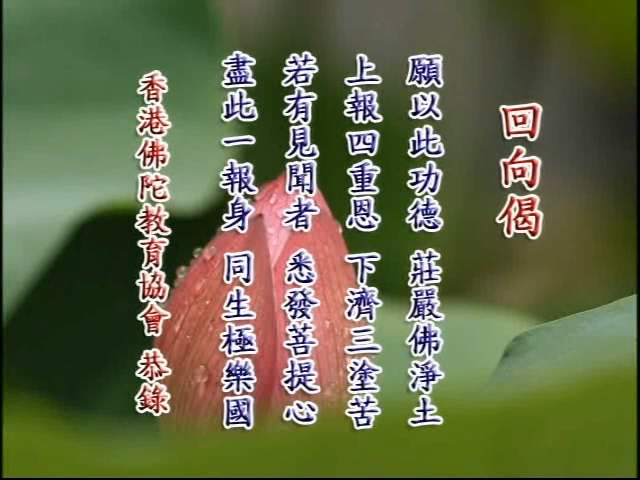 回向偈
願以此功德 莊嚴佛淨土
上報四重恩 下濟三塗苦
若有見聞者 悉發菩提心
盡此一報身 同生極樂國
香港佛陀教育協會 恭錄